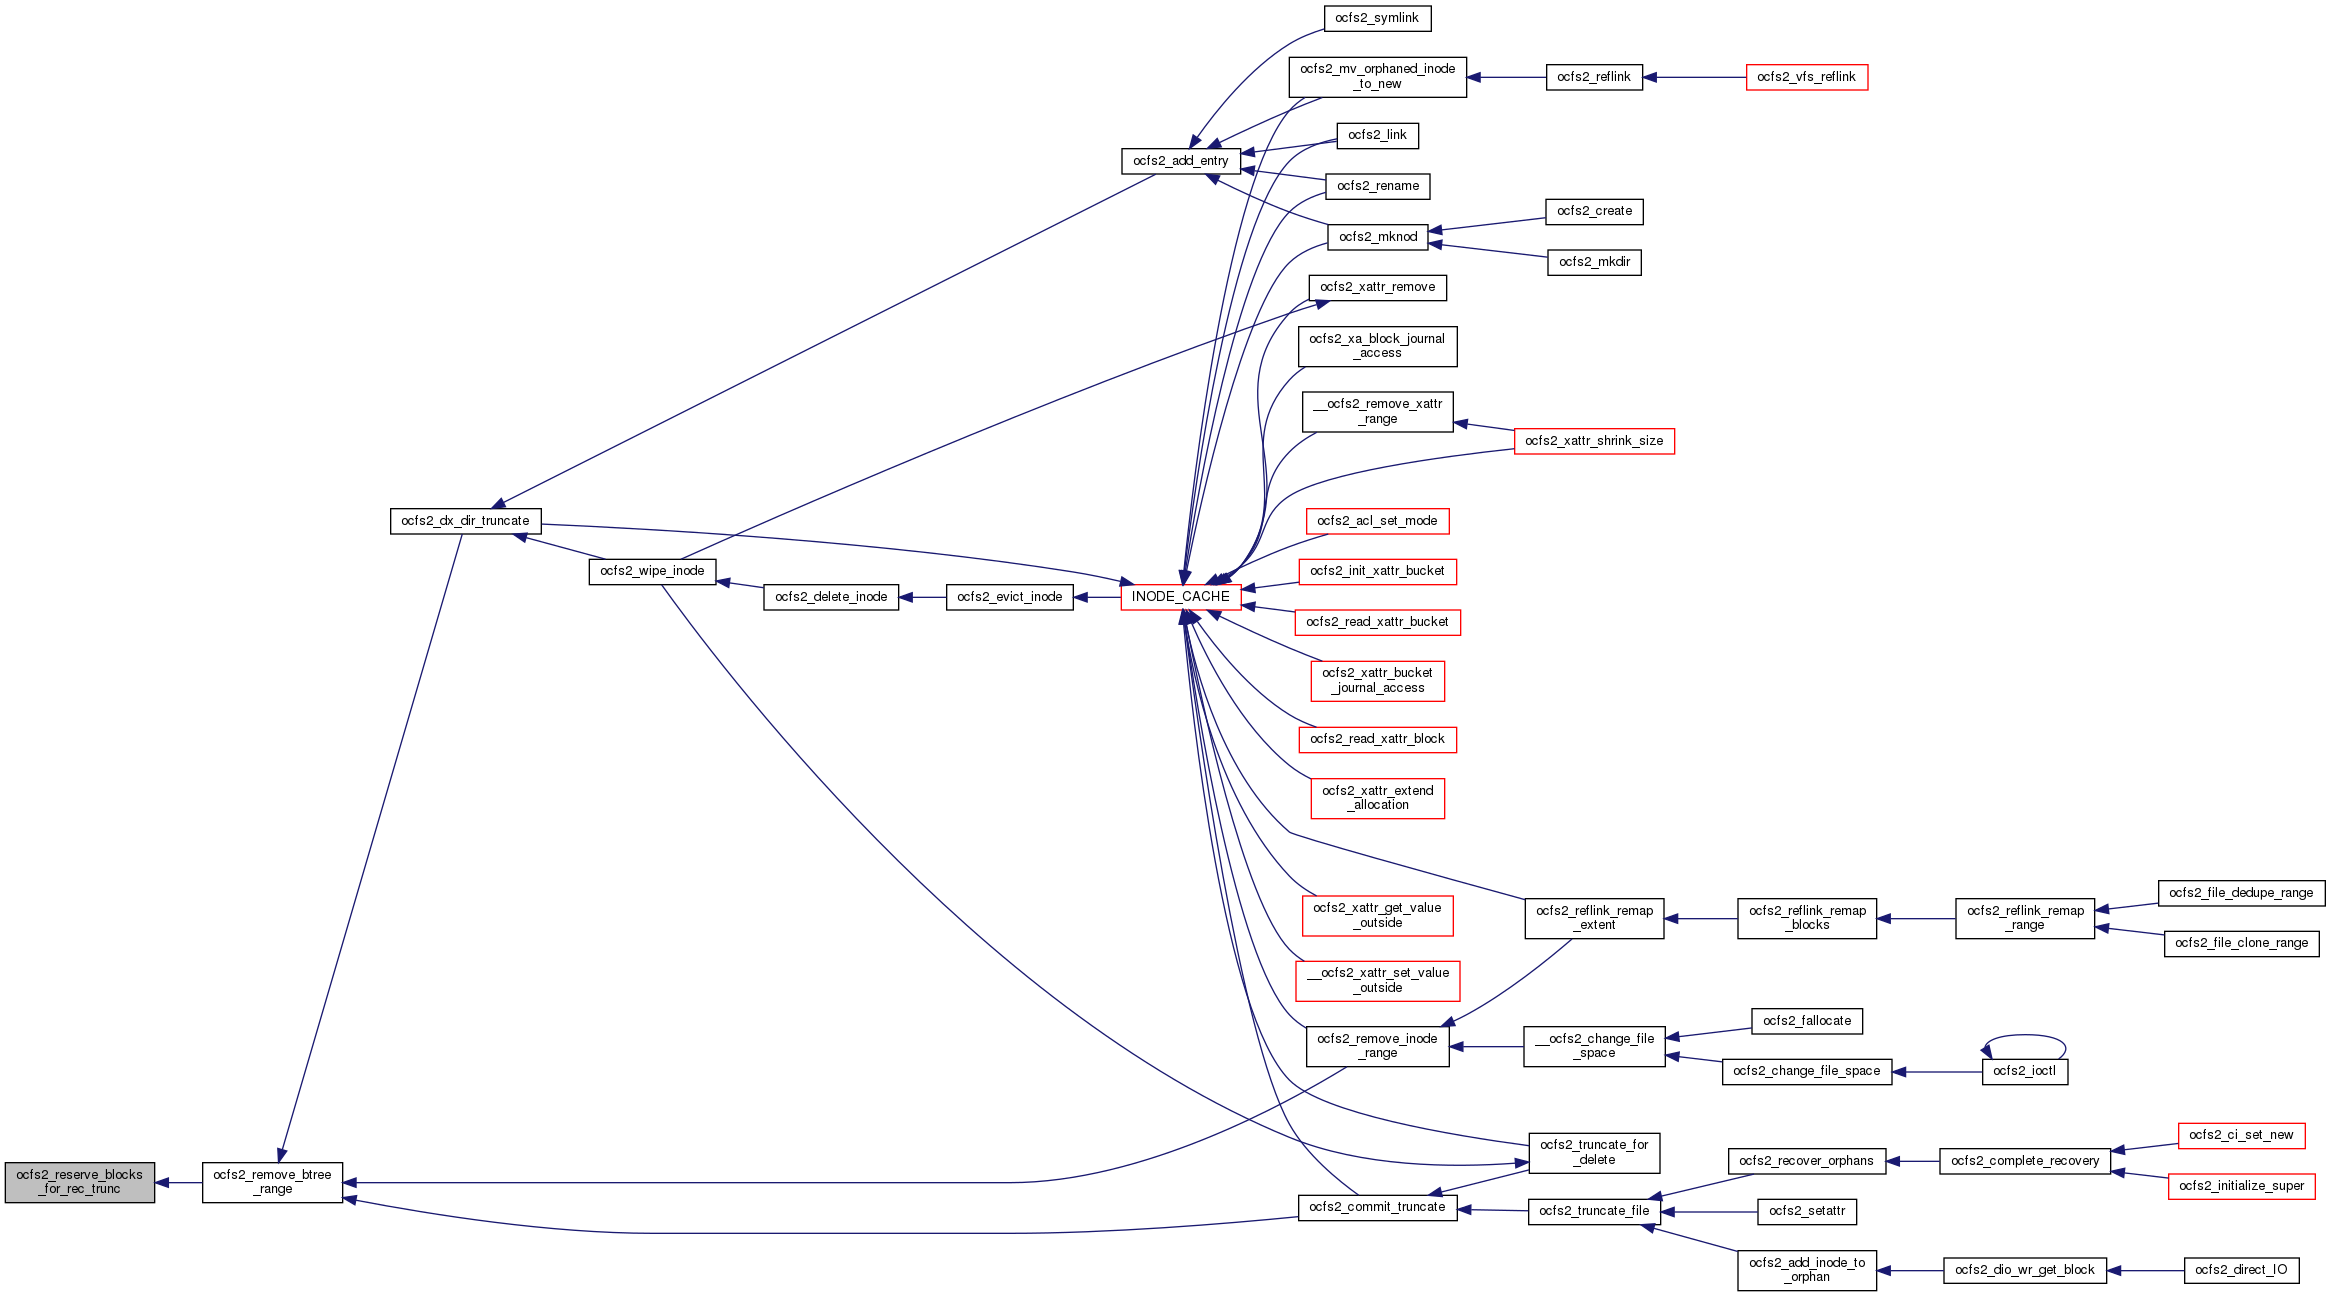 ocfs2_symlink
ocfs2_mv_orphaned_inode
_to_new
ocfs2_reflink
ocfs2_vfs_reflink
ocfs2_link
ocfs2_add_entry
ocfs2_rename
ocfs2_create
ocfs2_mknod
ocfs2_mkdir
ocfs2_xattr_remove
ocfs2_xa_block_journal
_access
__ocfs2_remove_xattr
_range
ocfs2_xattr_shrink_size
ocfs2_dx_dir_truncate
ocfs2_acl_set_mode
ocfs2_wipe_inode
ocfs2_init_xattr_bucket
ocfs2_delete_inode
ocfs2_evict_inode
INODE_CACHE
ocfs2_read_xattr_bucket
ocfs2_xattr_bucket
_journal_access
ocfs2_read_xattr_block
ocfs2_xattr_extend
_allocation
ocfs2_xattr_get_value
_outside
ocfs2_reflink_remap
_extent
ocfs2_reflink_remap
_blocks
ocfs2_reflink_remap
_range
ocfs2_file_dedupe_range
ocfs2_file_clone_range
__ocfs2_xattr_set_value
_outside
ocfs2_remove_inode
_range
__ocfs2_change_file
_space
ocfs2_fallocate
ocfs2_change_file_space
ocfs2_ioctl
ocfs2_truncate_for
_delete
ocfs2_recover_orphans
ocfs2_complete_recovery
ocfs2_ci_set_new
ocfs2_initialize_super
ocfs2_reserve_blocks
_for_rec_trunc
ocfs2_remove_btree
_range
ocfs2_commit_truncate
ocfs2_truncate_file
ocfs2_setattr
ocfs2_add_inode_to
_orphan
ocfs2_dio_wr_get_block
ocfs2_direct_IO